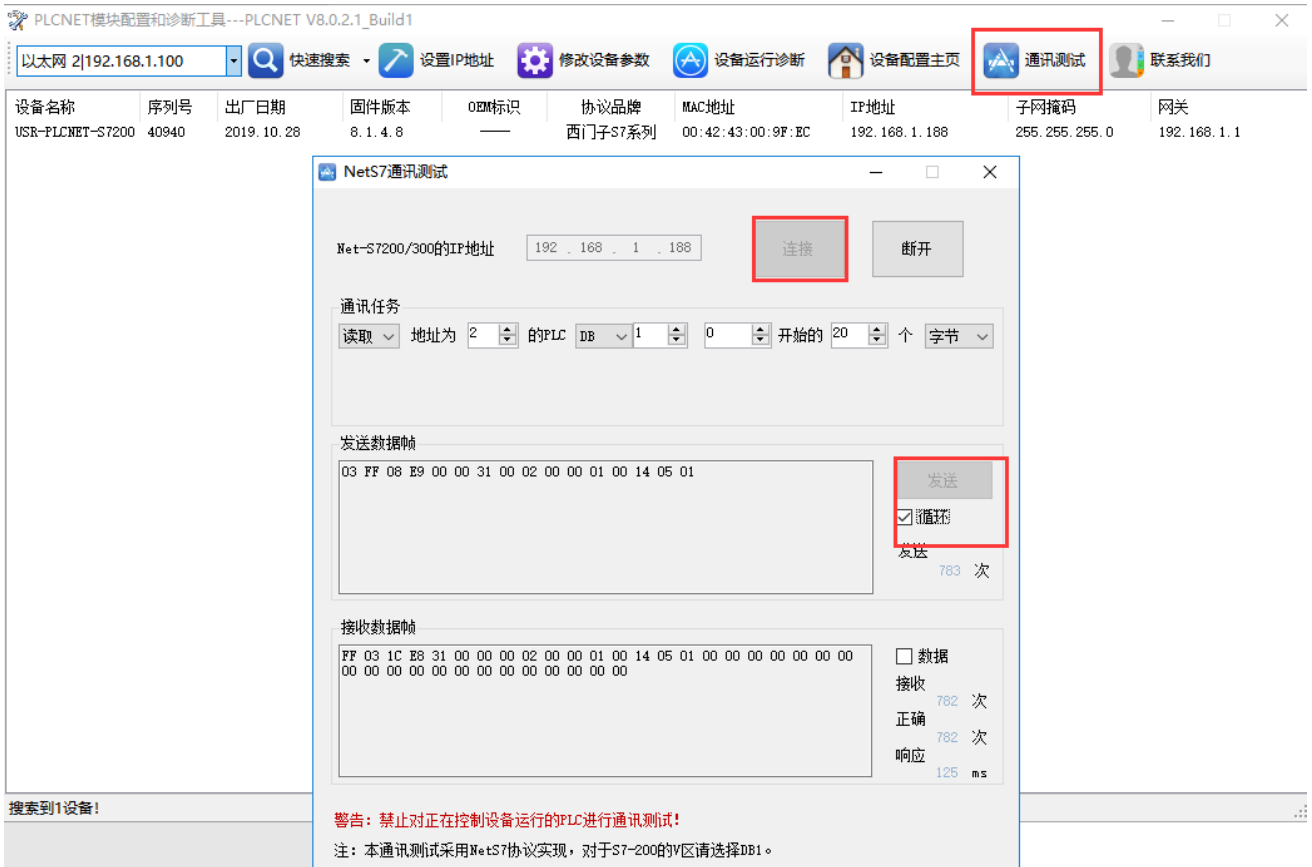 PLCNET模块配置和诊断工具---PLCNET V8.0.2.1_Build1
以太网 2|192.168.1.100 快速搜索 设置IP地址 修改设备参数 设备运行诊断 设备配置主页 通讯测试 联系我们
设备名称 序列号 出厂日期 固件版本 OEM标识 协议品牌 MAC地址 IP地址 子网掩码 网关
USR-PLCNET-S7200 40940 2019.10.28 8.1.4.8 —— 西门子S7系列 00:42:43:00:9F:EC 192.168.1.188 255.255.255.0 192.168.1.1
NetS7通讯测试
Net-S7200/300的IP地址 192 . 168 . 1 . 188 连接 断开
通讯任务
读取 地址为 2 的PLC DB 1 0 开始的 20 个 字节
发送数据帧
03 FF 08 E9 00 00 31 00 02 00 00 01 00 14 05 01
发送
循环
发送
783 次
接收数据帧
FF 03 1C E8 31 00 00 00 02 00 00 01 00 14 05 01 00 00 00 00 00 00 00
00 00 00 00 00 00 00 00 00 00 00 00 00
数据
接收
782 次
正确
782 次
响应
125 ms
搜索到1设备!
警告: 禁止对正在控制设备运行的PLC进行通讯测试!
注: 本通讯测试采用NetS7协议实现，对于S7-200的V区请选择DB1。